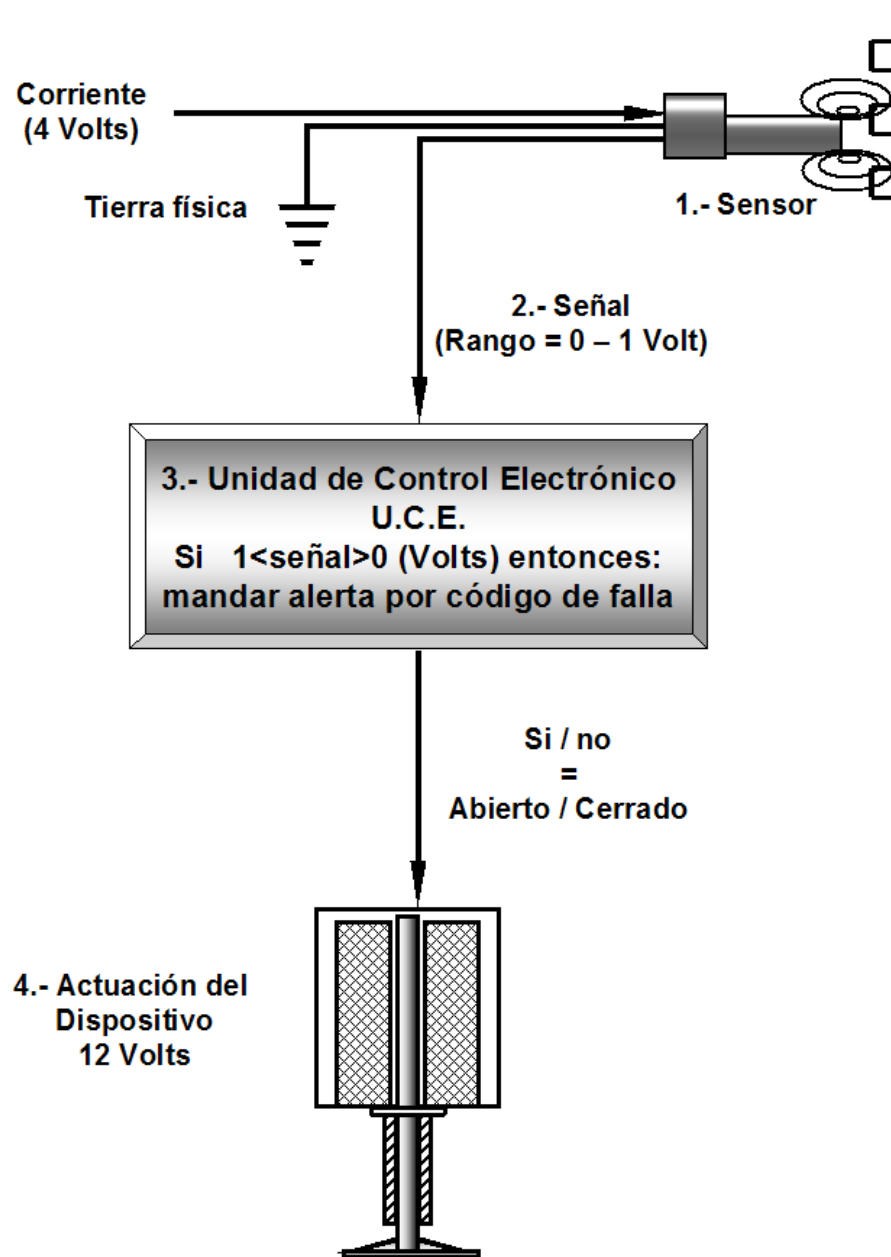 Corriente
(4 Volts)
Tierra física
1.- Sensor
2.- Señal
(Rango = 0 – 1 Volt)
3.- Unidad de Control Electrónico
U.C.E.
Si 1<señal>0 (Volts) entonces:
mandar alerta por código de falla
Si / no
=
Abierto / Cerrado
4.- Actuación del
Dispositivo
12 Volts